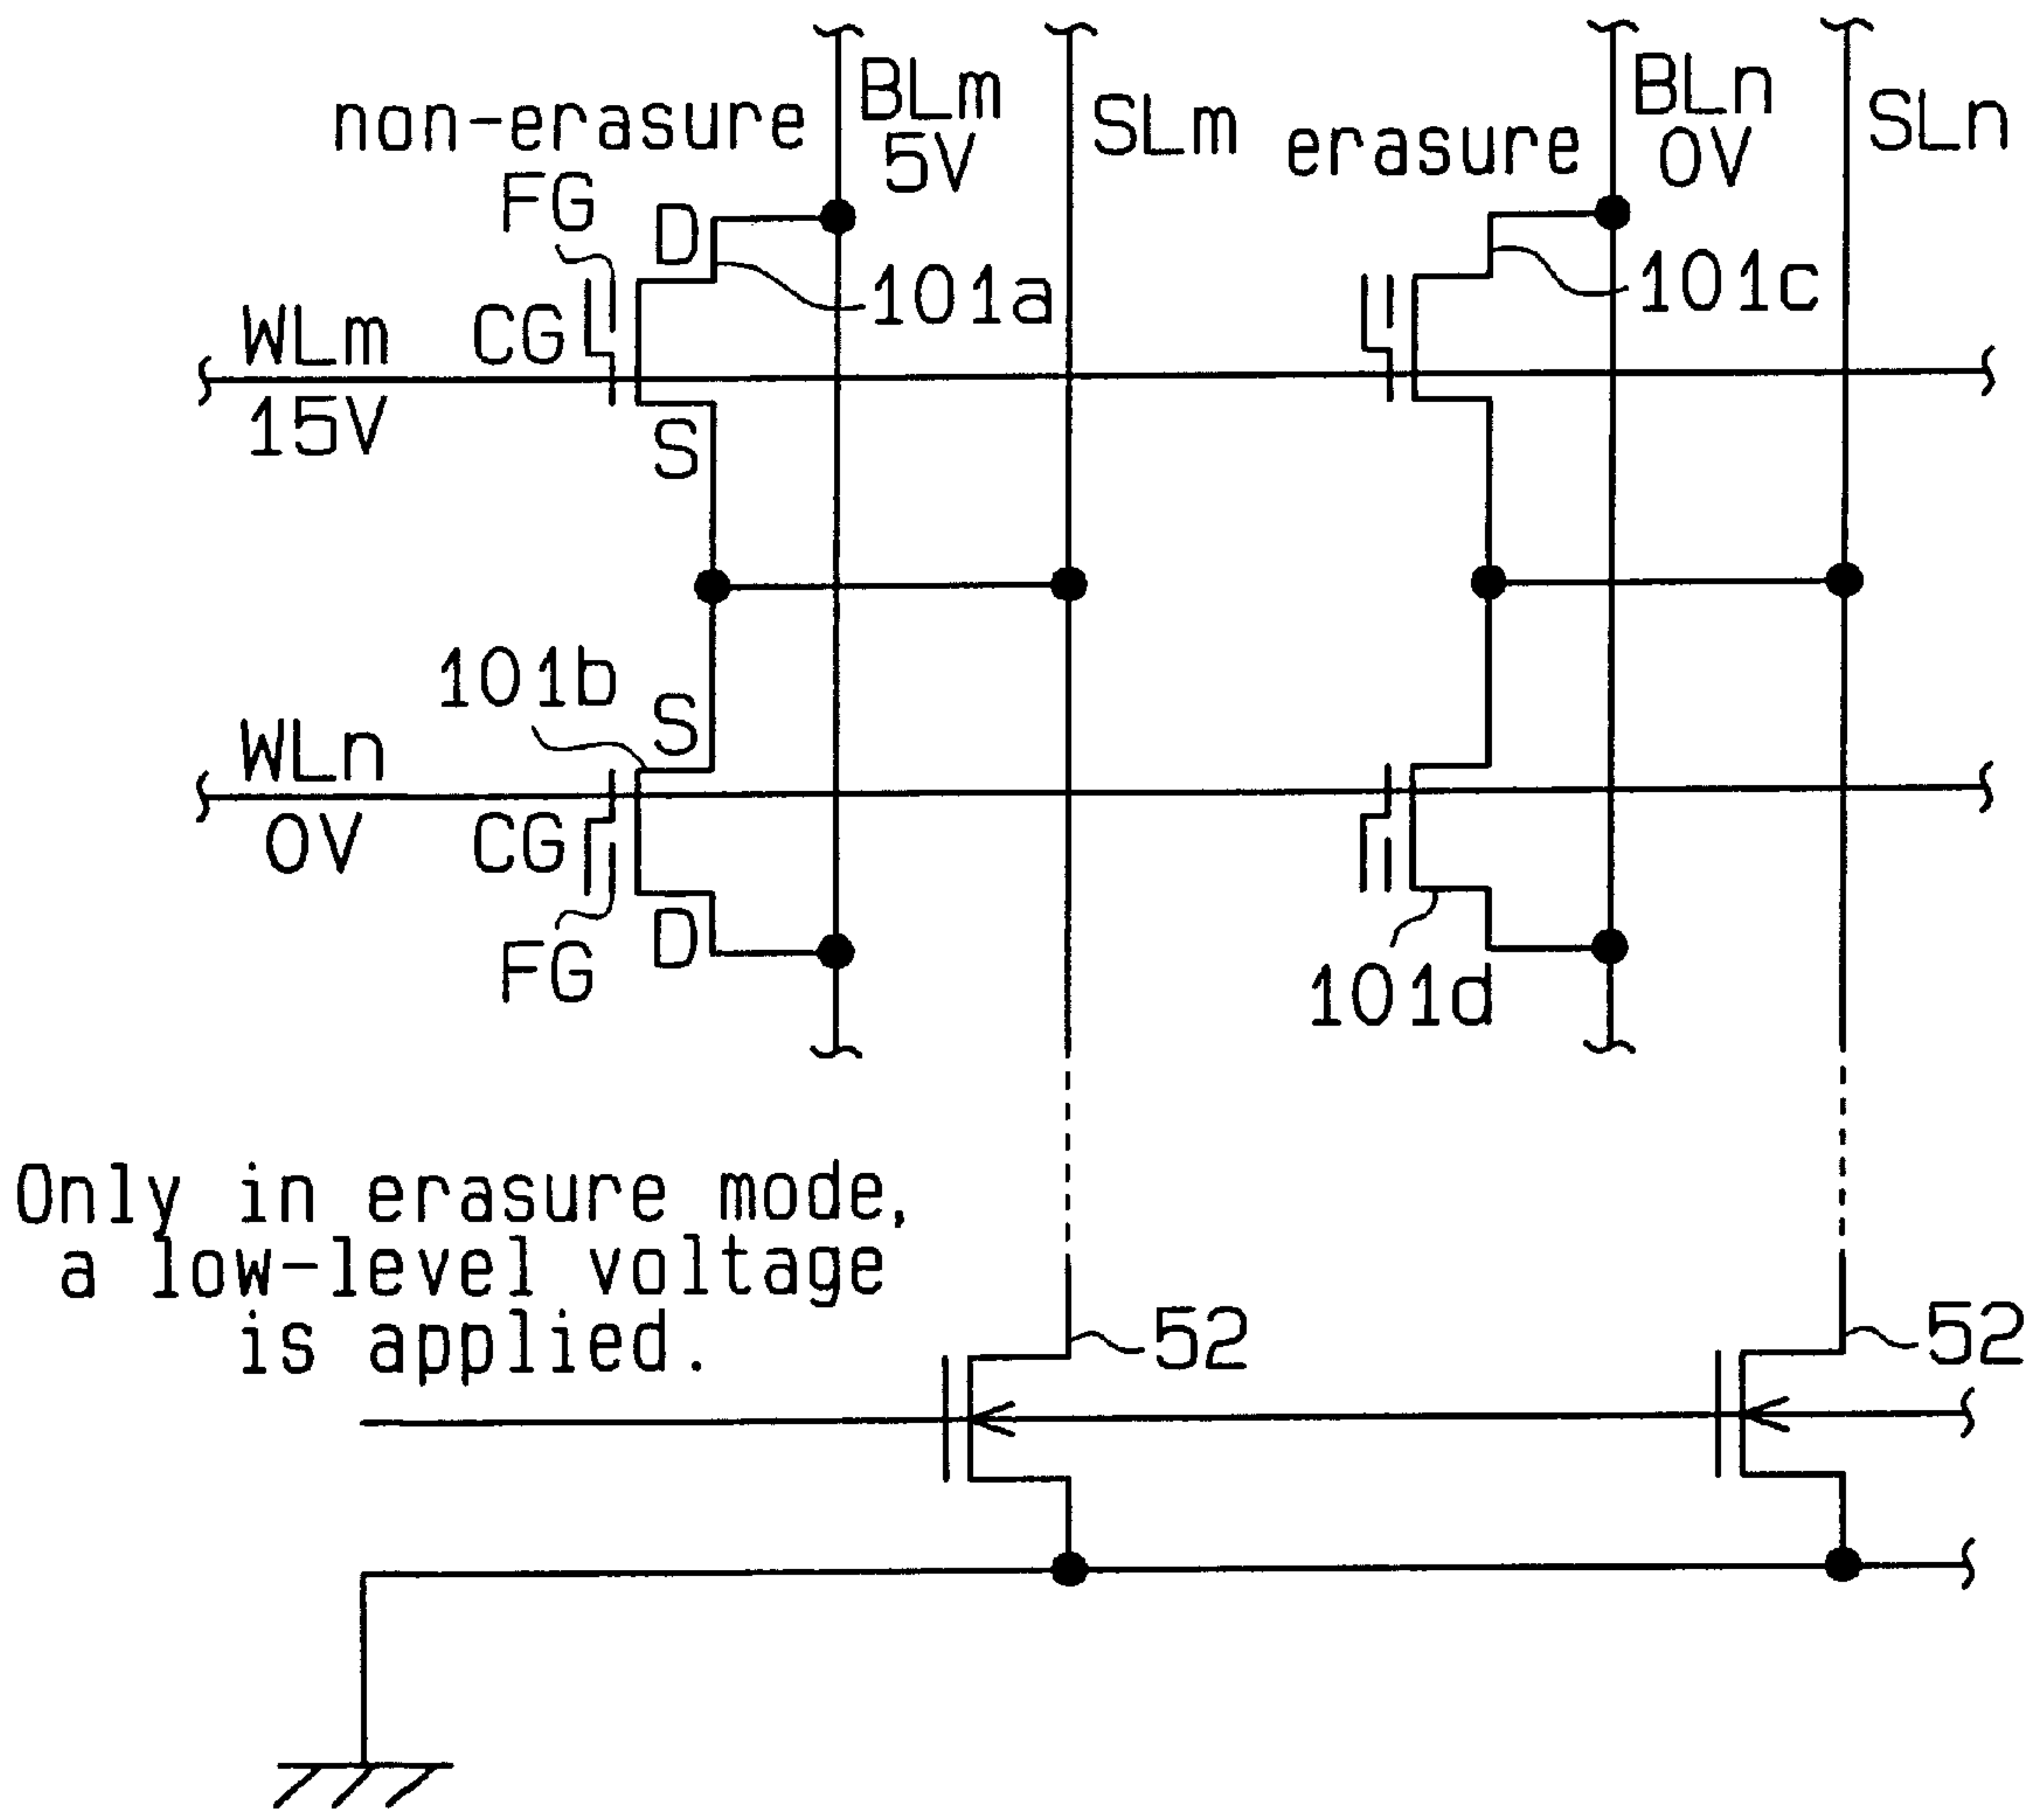 BLm
5V
SLm
BLn
0V
SLn
non-erasure
erasure
FG
D
101a
101c
WLm
15V
CG
S
101b
S
WLn
0V
CG
FG
D
101d
Only in erasure mode,
a low-level voltage
is applied.
52
52